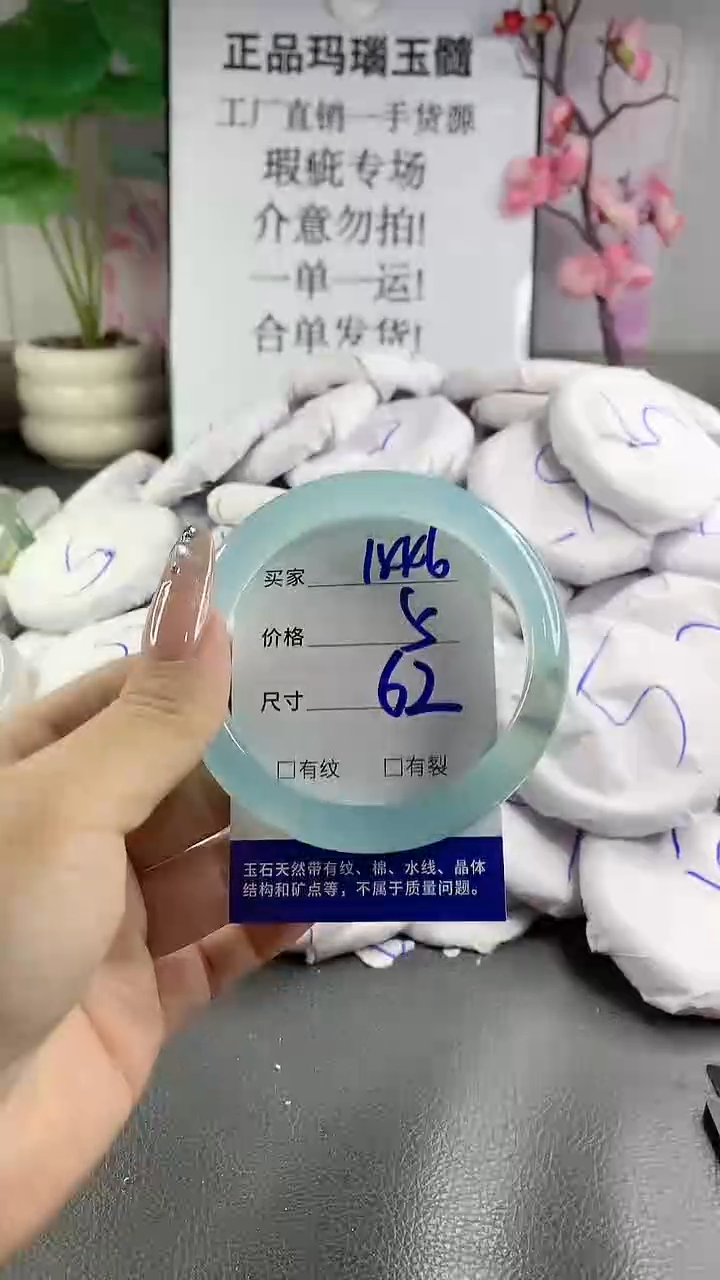 正品玛瑙玉髓
工厂直销一手货源
瑕疵专场
介意勿拍!
一单一运!
合单发货!
买家
价格 5
尺寸 62
□有纹 □有裂
玉石天然带有纹、棉、水线、晶体
结构和矿点等，不属于质量问题。